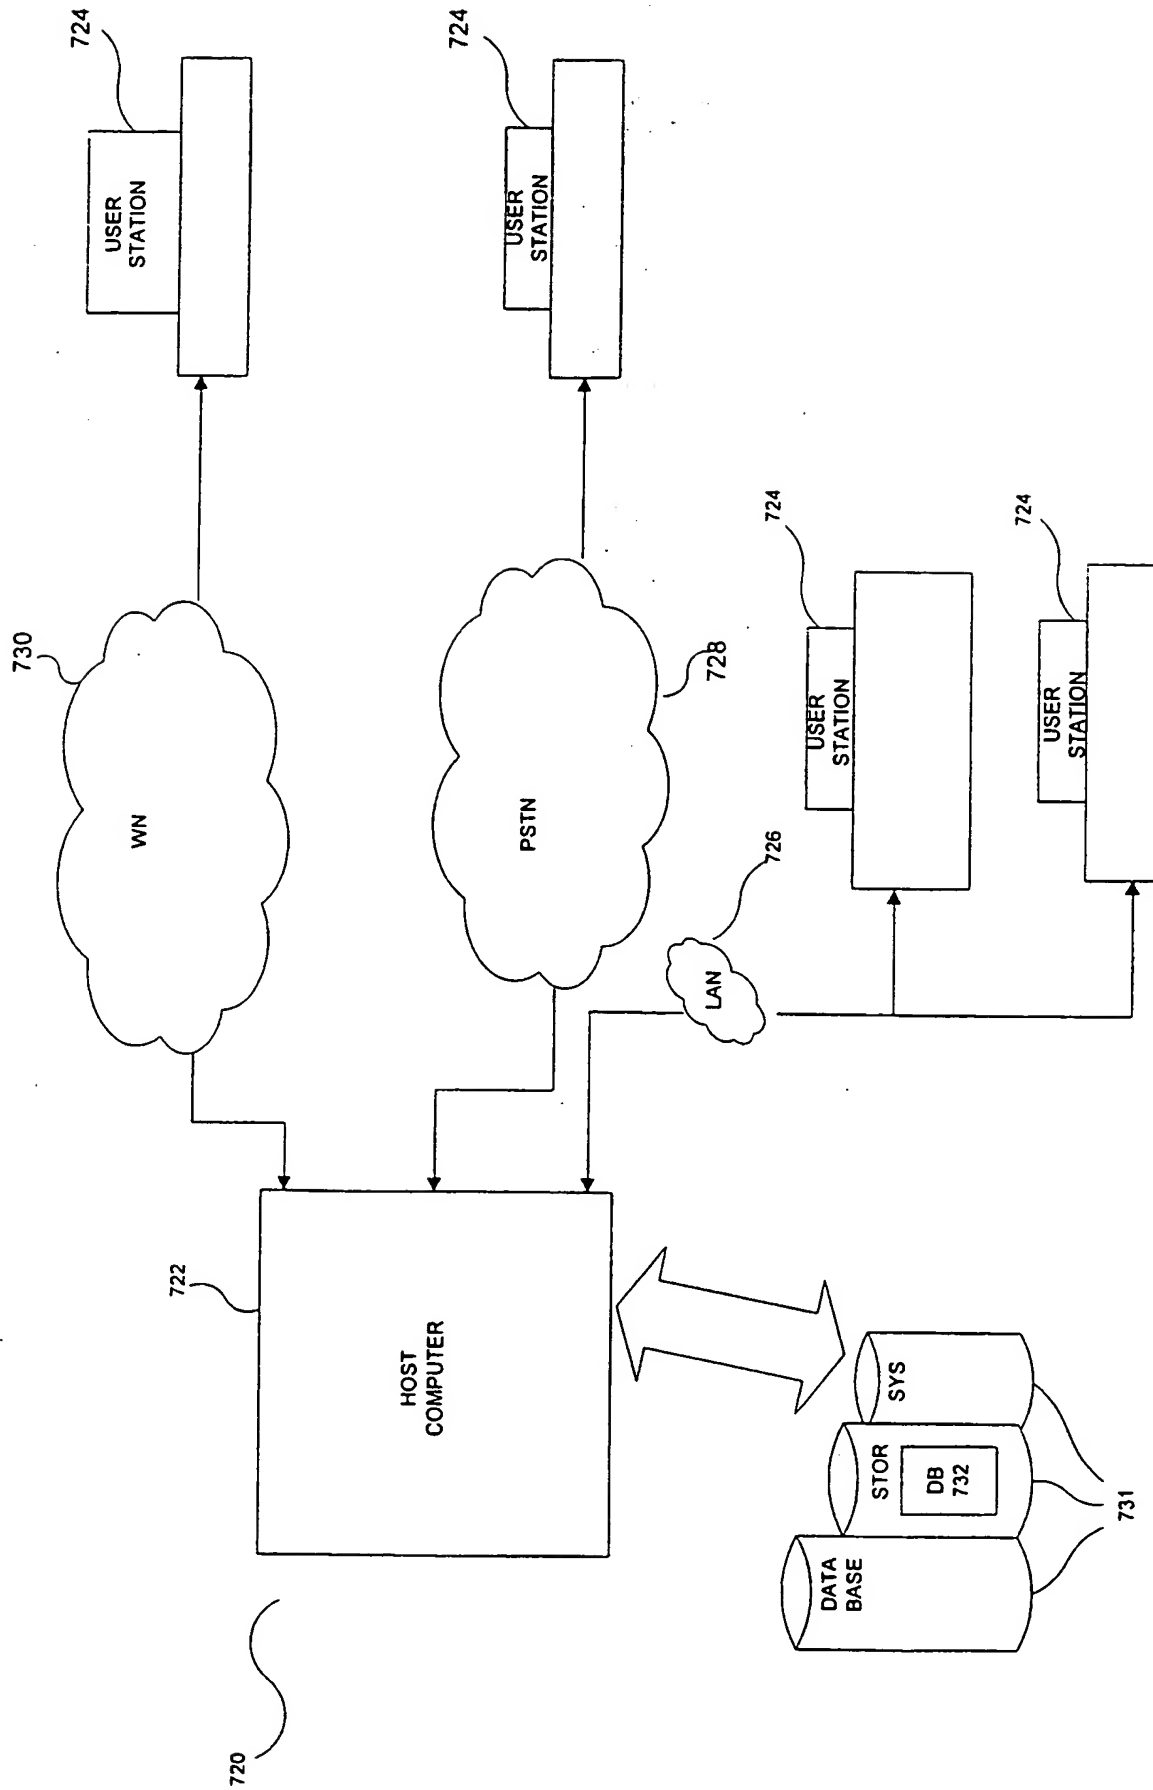 720
722
HOST
COMPUTER
730
WN
PSTN
728
LAN
726
USER
STATION
724
USER
STATION
724
USER
STATION
724
USER
STATION
724
DATA
BASE
STOR
DB
732
SYS
731